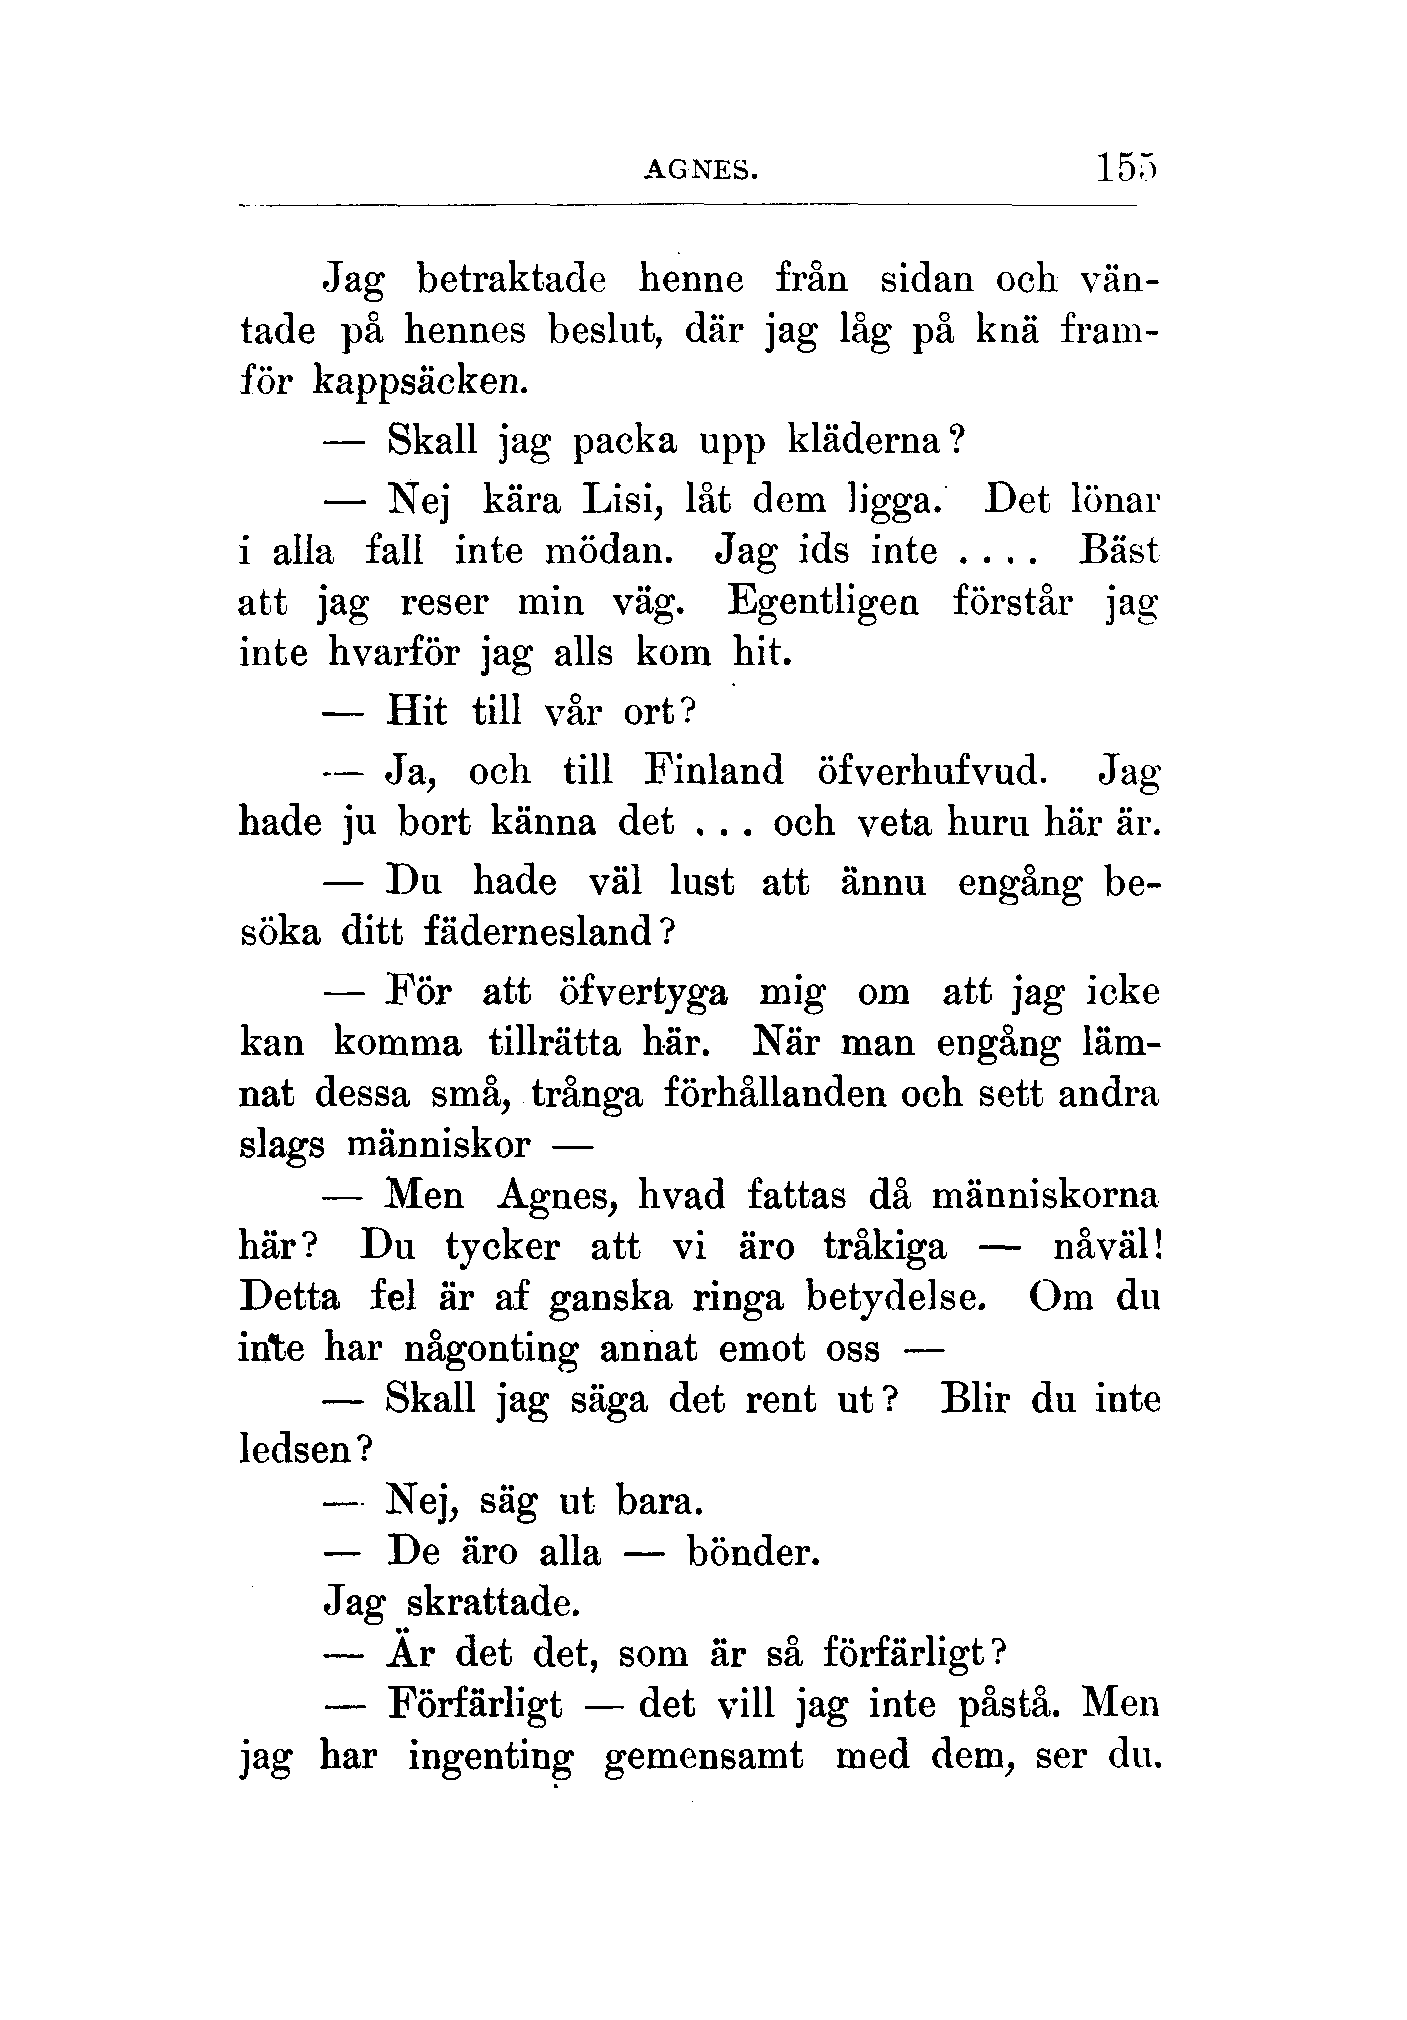 AGNES. 155
Jag betraktade henne från sidan och vän-
tade på hennes beslut, där jag låg på knä fram-
för kappsäcken.
— Skall jag packa upp kläderna?
— Nej kära Lisi, låt dem ligga. Det lönar
i alla fall inte mödan. Jag ids inte .... Bäst
att jag reser min väg. Egentligen förstår jag
inte hvarför jag alls kom hit.
— Hit till vår ort?
— Ja, och till Finland öfverhufvud. Jag
hade ju bort känna det ... och veta huru här är.
— Du hade väl lust att ännu engång be-
söka ditt fädernesland?
— För att öfvertyga mig om att jag icke
kan komma tillrätta här. När man engång läm-
nat dessa små, trånga förhållanden och sett andra
slags människor —
— Men Agnes, hvad fattas då människorna
här? Du tycker att vi äro tråkiga — nåväl!
Detta fel är af ganska ringa betydelse. Om du
inte har någonting annat emot oss —
— Skall jag säga det rent ut? Blir du inte
ledsen?
— Nej, säg ut bara.
— De äro alla — bönder.
Jag skrattade.
— Är det det, som är så förfärligt?
— Förfärligt — det vill jag inte påstå. Men
jag har ingenting gemensamt med dem, ser du.